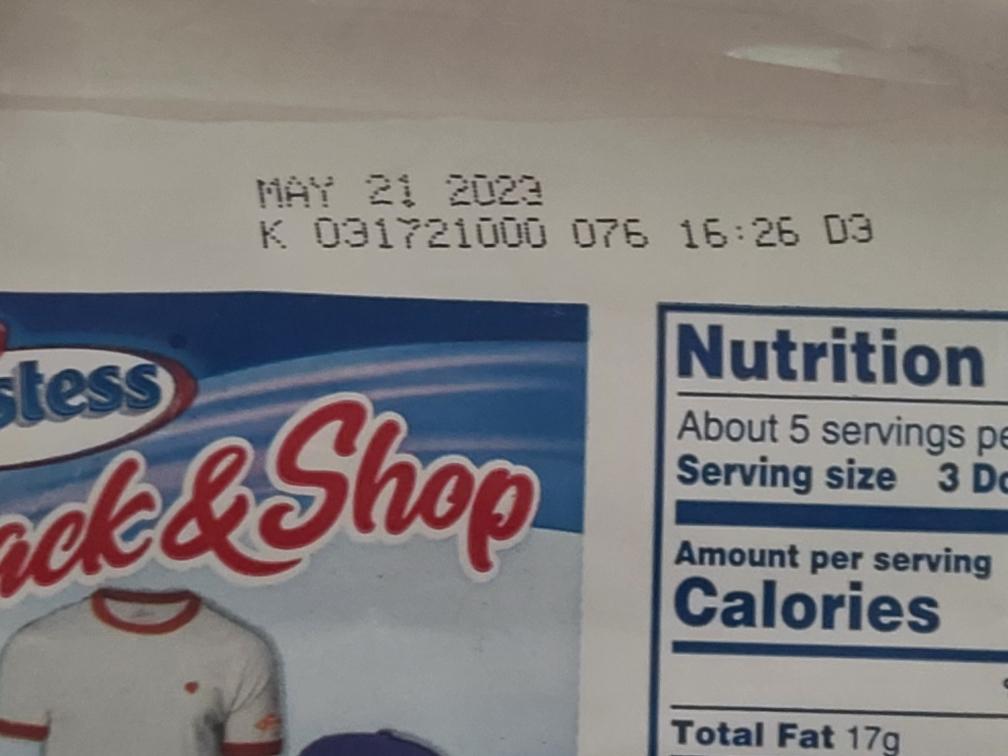 MAY 21 2023
K 031721000 076 16:26 D3
stess
ack & Shop
Nutrition
About 5 servings pe
Serving size 3 Do
Amount per serving
Calories
Total Fat 17g